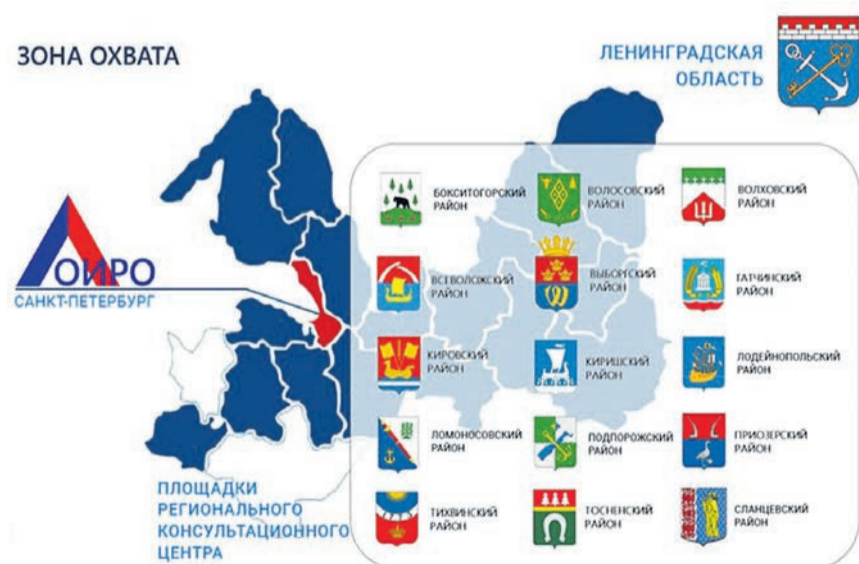 ЗОНА ОХВАТА
ЛЕНИНГРАДСКАЯ
ОБЛАСТЬ
ОИРО
САНКТ-ПЕТЕРБУРГ
БОКСИТОГОРСКИЙ
РАЙОН
ВОЛОСОВСКИЙ
РАЙОН
ВОЛХОВСКИЙ
РАЙОН
ВСЕВОЛОЖСКИЙ
РАЙОН
ВЫБОРГСКИЙ
РАЙОН
ГАТЧИНСКИЙ
РАЙОН
КИРОВСКИЙ
РАЙОН
КИРИШСКИЙ
РАЙОН
ЛОДЕЙНОПОЛЬСКИЙ
РАЙОН
ЛОМОНОСОВСКИЙ
РАЙОН
ПОДПОРОЖСКИЙ
РАЙОН
ПРИОЗЕРСКИЙ
РАЙОН
ТИХВИНСКИЙ
РАЙОН
ТОСНЕНСКИЙ
РАЙОН
СЛАНЦЕВСКИЙ
РАЙОН
ПЛОЩАДКИ
РЕГИОНАЛЬНОГО
КОНСУЛЬТАЦИОННОГО
ЦЕНТРА